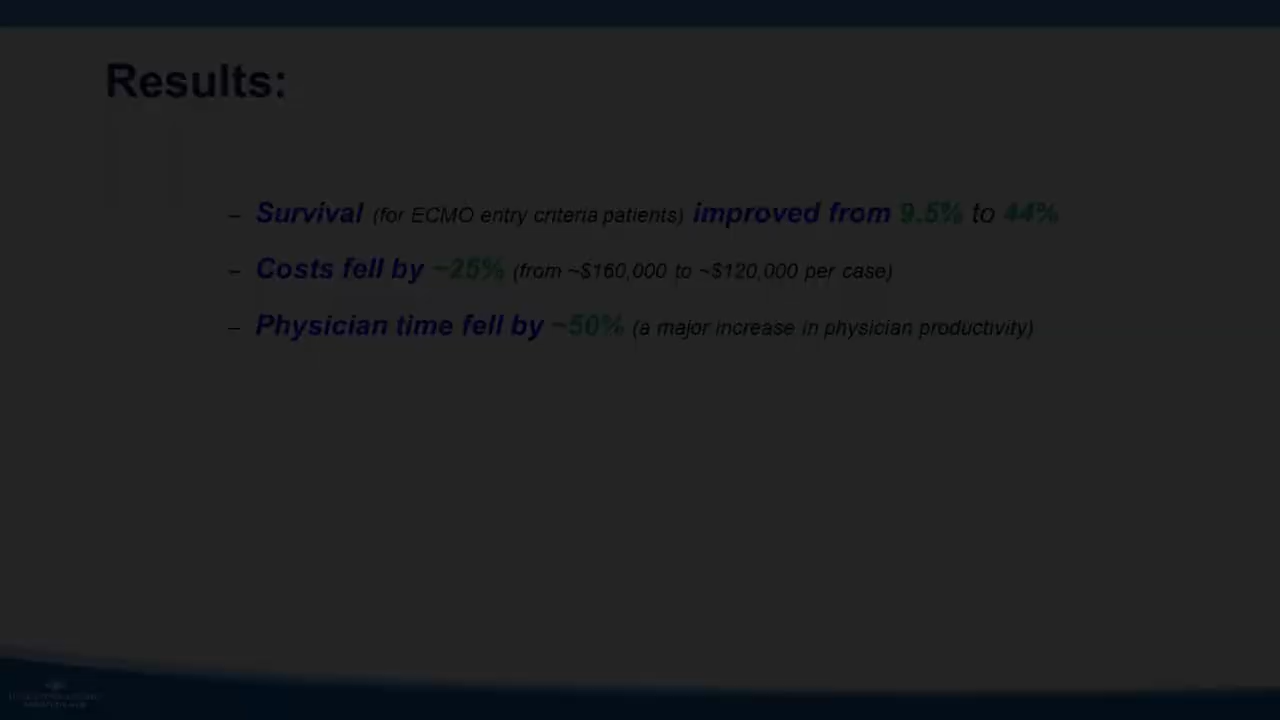 Results:
– Survival (for ECMO entry criteria patients) improved from 9.5% to 44%
– Costs fell by ~25% (from ~$160,000 to ~$120,000 per case)
– Physician time fell by ~50% (a major increase in physician productivity)